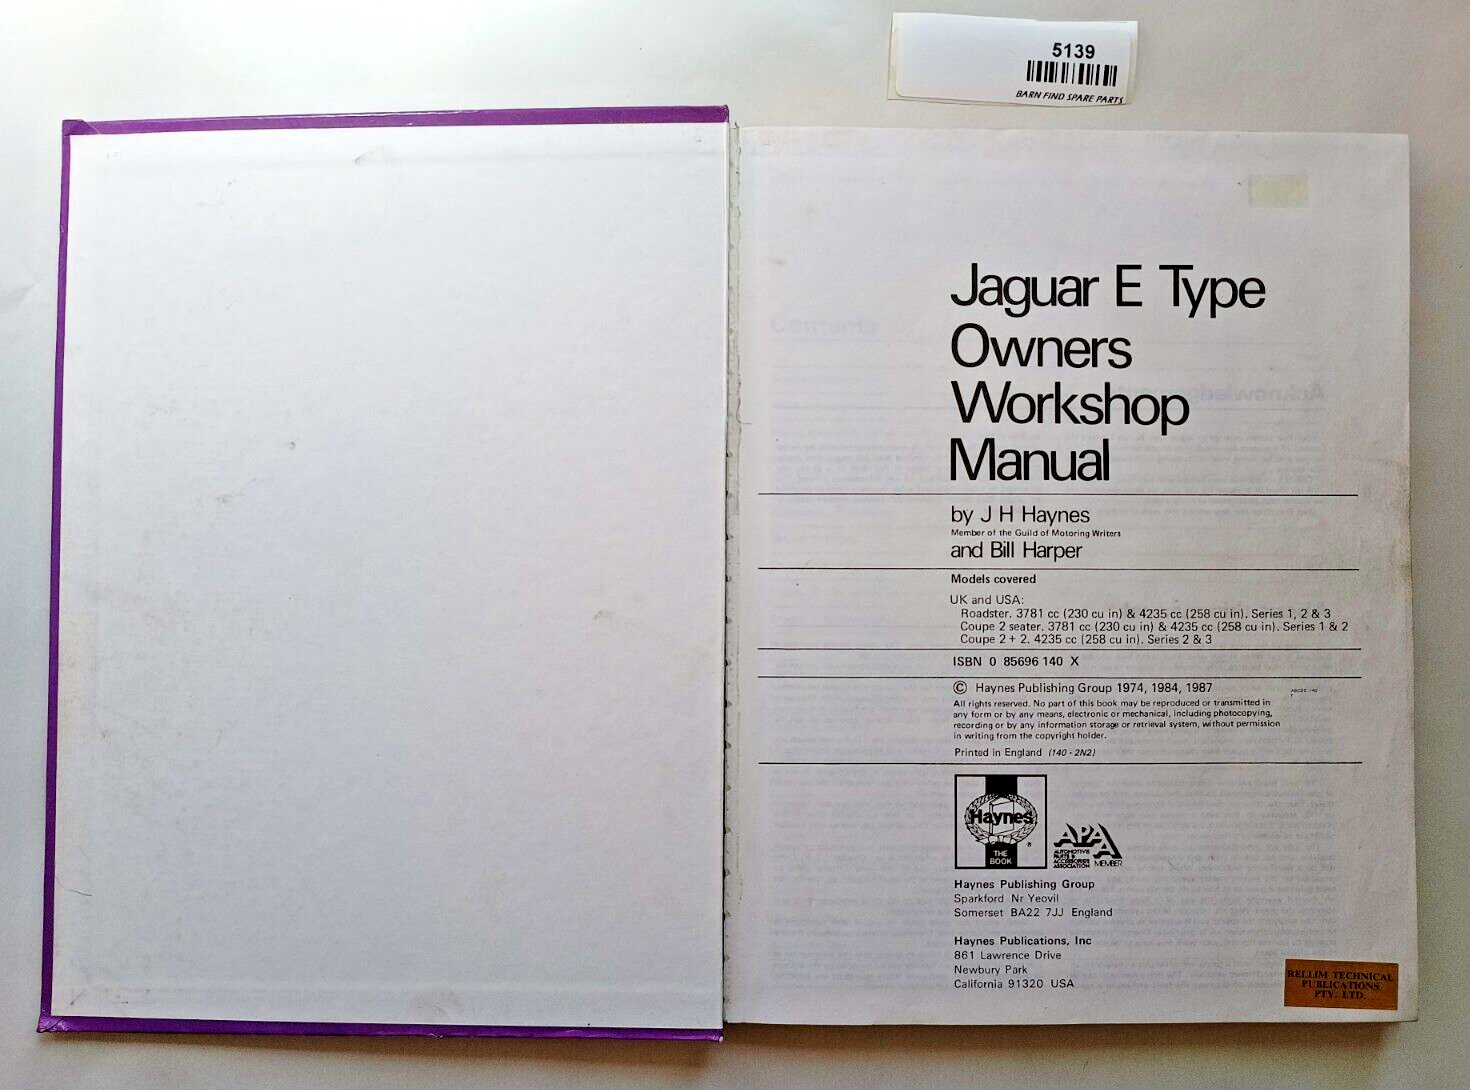 5139
BARN FIND SPARE PARTS
Jaguar E Type
Owners
Workshop
Manual
by J H Haynes
Member of the Guild of Motoring Writers
and Bill Harper
Models covered
UK and USA:
Roadster. 3781 cc (230 cu in) & 4235 cc (258 cu in). Series 1, 2 & 3
Coupe 2 seater. 3781 cc (230 cu in) & 4235 cc (258 cu in). Series 1 & 2
Coupe 2 + 2. 4235 cc (258 cu in). Series 2 & 3
ISBN 0 85696 140 X
© Haynes Publishing Group 1974, 1984, 1987
All rights reserved. No part of this book may be reproduced or transmitted in
any form or by any means, electronic or mechanical, including photocopying,
recording or by any information storage or retrieval system, without permission
in writing from the copyright holder.
Printed in England (140 - 2N2)
Haynes
®
THE
BOOK
APAA
AUTOMOTIVE
PARTS &
ACCESSORIES
ASSOCIATION MEMBER
Haynes Publishing Group
Sparkford Nr Yeovil
Somerset BA22 7JJ England
Haynes Publications, Inc
861 Lawrence Drive
Newbury Park
California 91320 USA
RELLIM TECHNICAL
PUBLICATIONS
PTY. LTD.